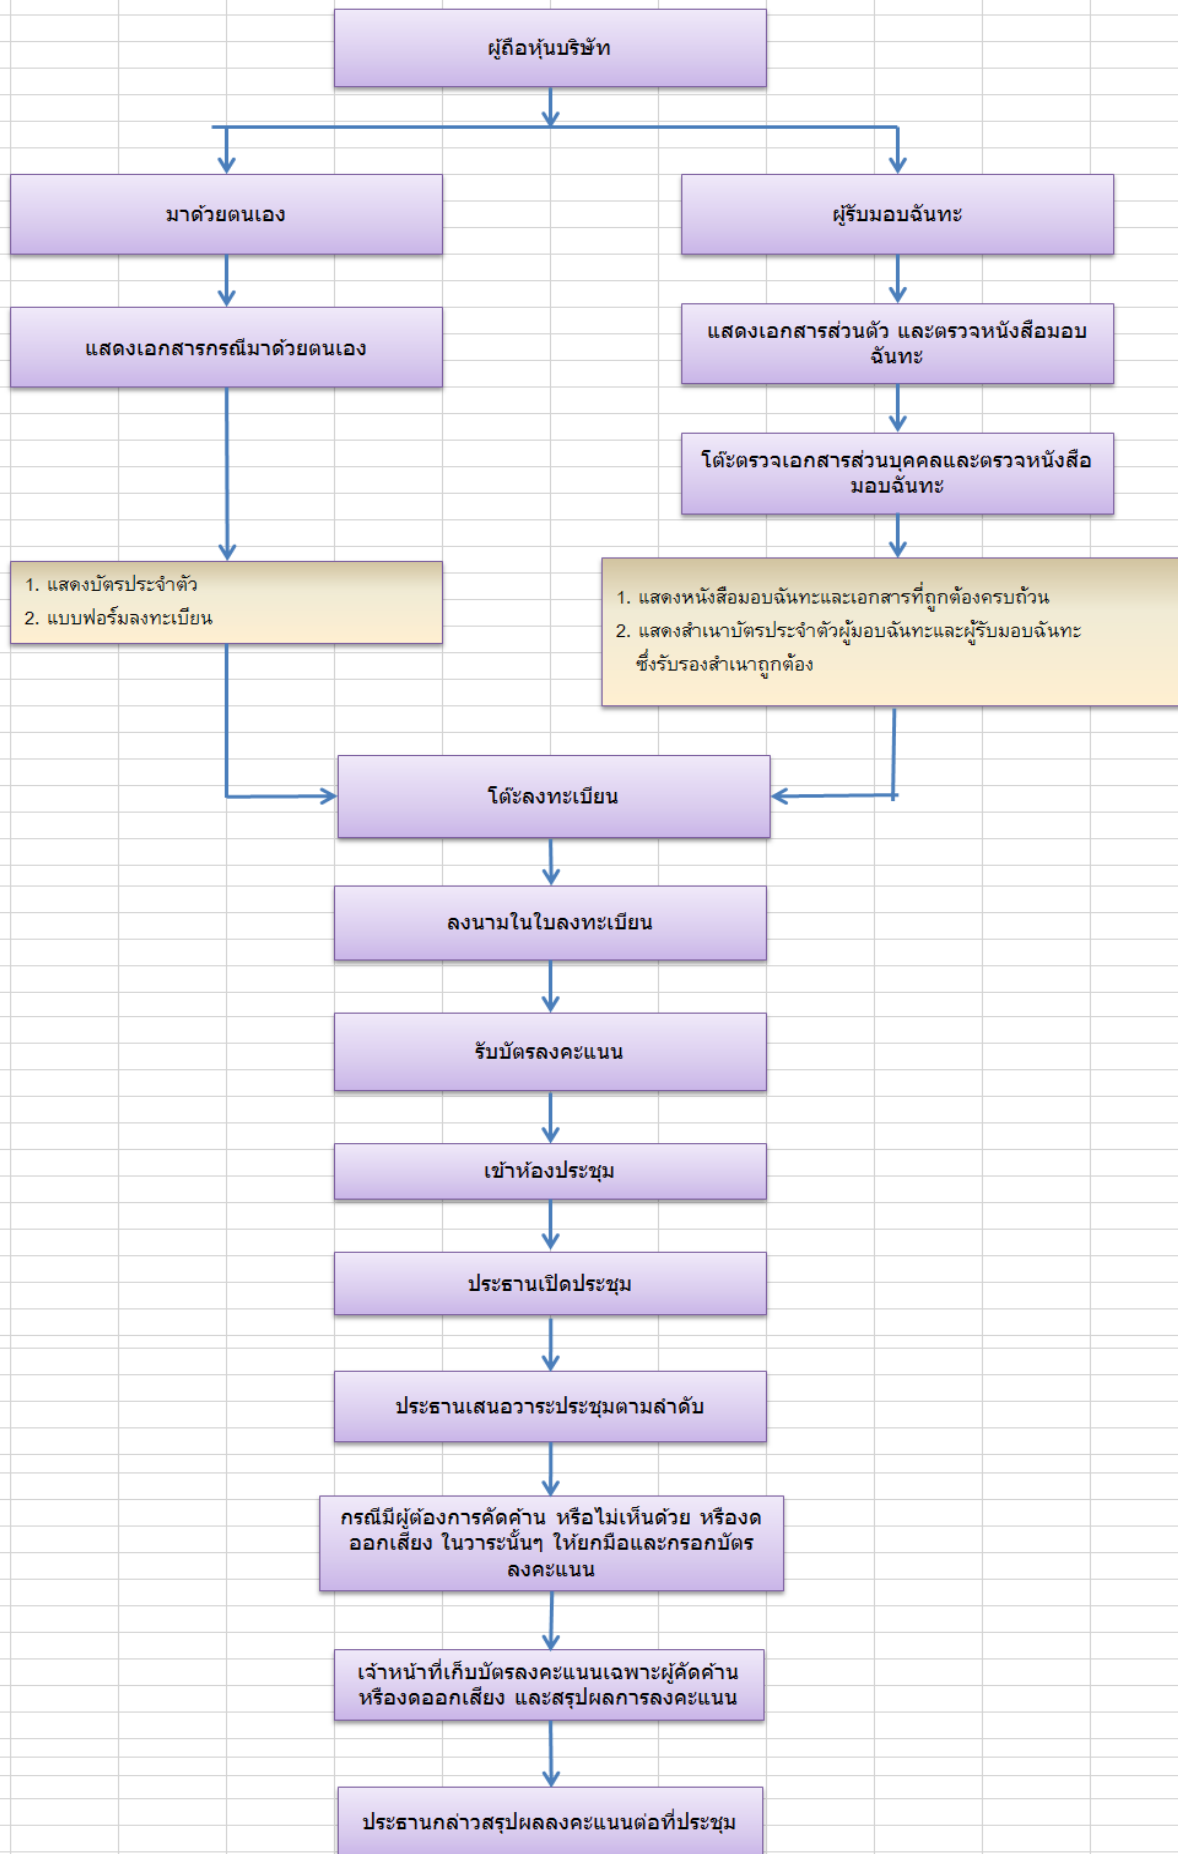 ผู้ถือหุ้นบริษัท
มาด้วยตนเอง
ผู้รับมอบฉันทะ
แสดงเอกสารกรณีมาด้วยตนเอง
แสดงเอกสารส่วนตัว และตรวจหนังสือมอบ
ฉันทะ
โต๊ะตรวจเอกสารส่วนบุคคลและตรวจหนังสือ
มอบฉันทะ
1. แสดงบัตรประจำตัว
2. แบบฟอร์มลงทะเบียน
1. แสดงหนังสือมอบฉันทะและเอกสารที่ถูกต้องครบถ้วน
2. แสดงสำเนาบัตรประจำตัวผู้มอบฉันทะและผู้รับมอบฉันทะ
ซึ่งรับรองสำเนาถูกต้อง
โต๊ะลงทะเบียน
ลงนามในใบลงทะเบียน
รับบัตรลงคะแนน
เข้าห้องประชุม
ประธานเปิดประชุม
ประธานเสนอวาระประชุมตามลำดับ
กรณีมีผู้ต้องการคัดค้าน หรือไม่เห็นด้วย หรืองด
ออกเสียง ในวาระนั้นๆ ให้ยกมือและกรอกบัตร
ลงคะแนน
เจ้าหน้าที่เก็บบัตรลงคะแนนเฉพาะผู้คัดค้าน
หรืองดออกเสียง และสรุปผลการลงคะแนน
ประธานกล่าวสรุปผลลงคะแนนต่อที่ประชุม